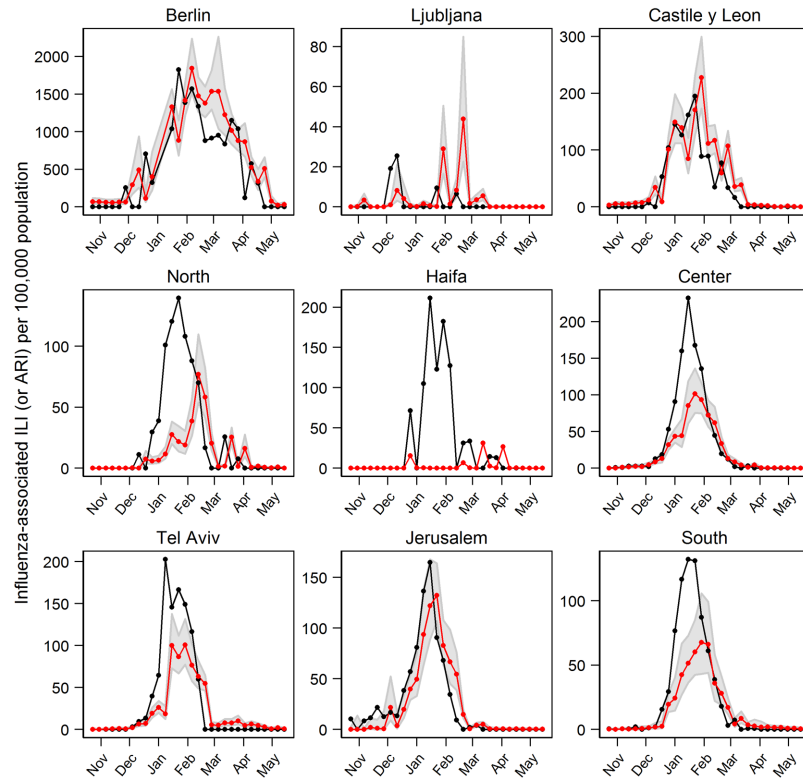 Berlin
Ljubljana
Castile y Leon
2000
1500
1000
500
0
80
60
40
20
0
300
200
100
0
Nov Dec Jan Feb Mar Apr May
Nov Dec Jan Feb Mar Apr May
Nov Dec Jan Feb Mar Apr May
Influenza-associated ILI (or ARI) per 100,000 population
North
Haifa
Center
100
50
0
200
150
100
50
0
200
150
100
50
0
Nov Dec Jan Feb Mar Apr May
Nov Dec Jan Feb Mar Apr May
Nov Dec Jan Feb Mar Apr May
Tel Aviv
Jerusalem
South
200
150
100
50
0
150
100
50
0
100
50
0
Nov Dec Jan Feb Mar Apr May
Nov Dec Jan Feb Mar Apr May
Nov Dec Jan Feb Mar Apr May